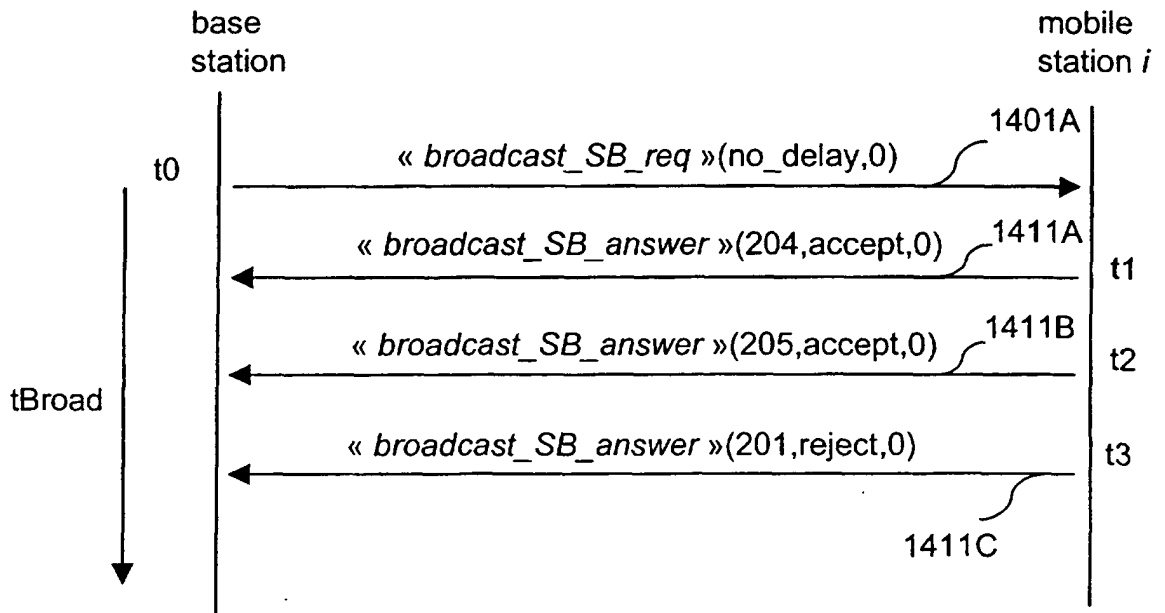 base
station
mobile
station i
1401A
« broadcast_SB_req »(no_delay,0)
t0
« broadcast_SB_answer »(204,accept,0)
1411A
t1
« broadcast_SB_answer »(205,accept,0)
1411B
t2
tBroad
« broadcast_SB_answer »(201,reject,0)
t3
1411C